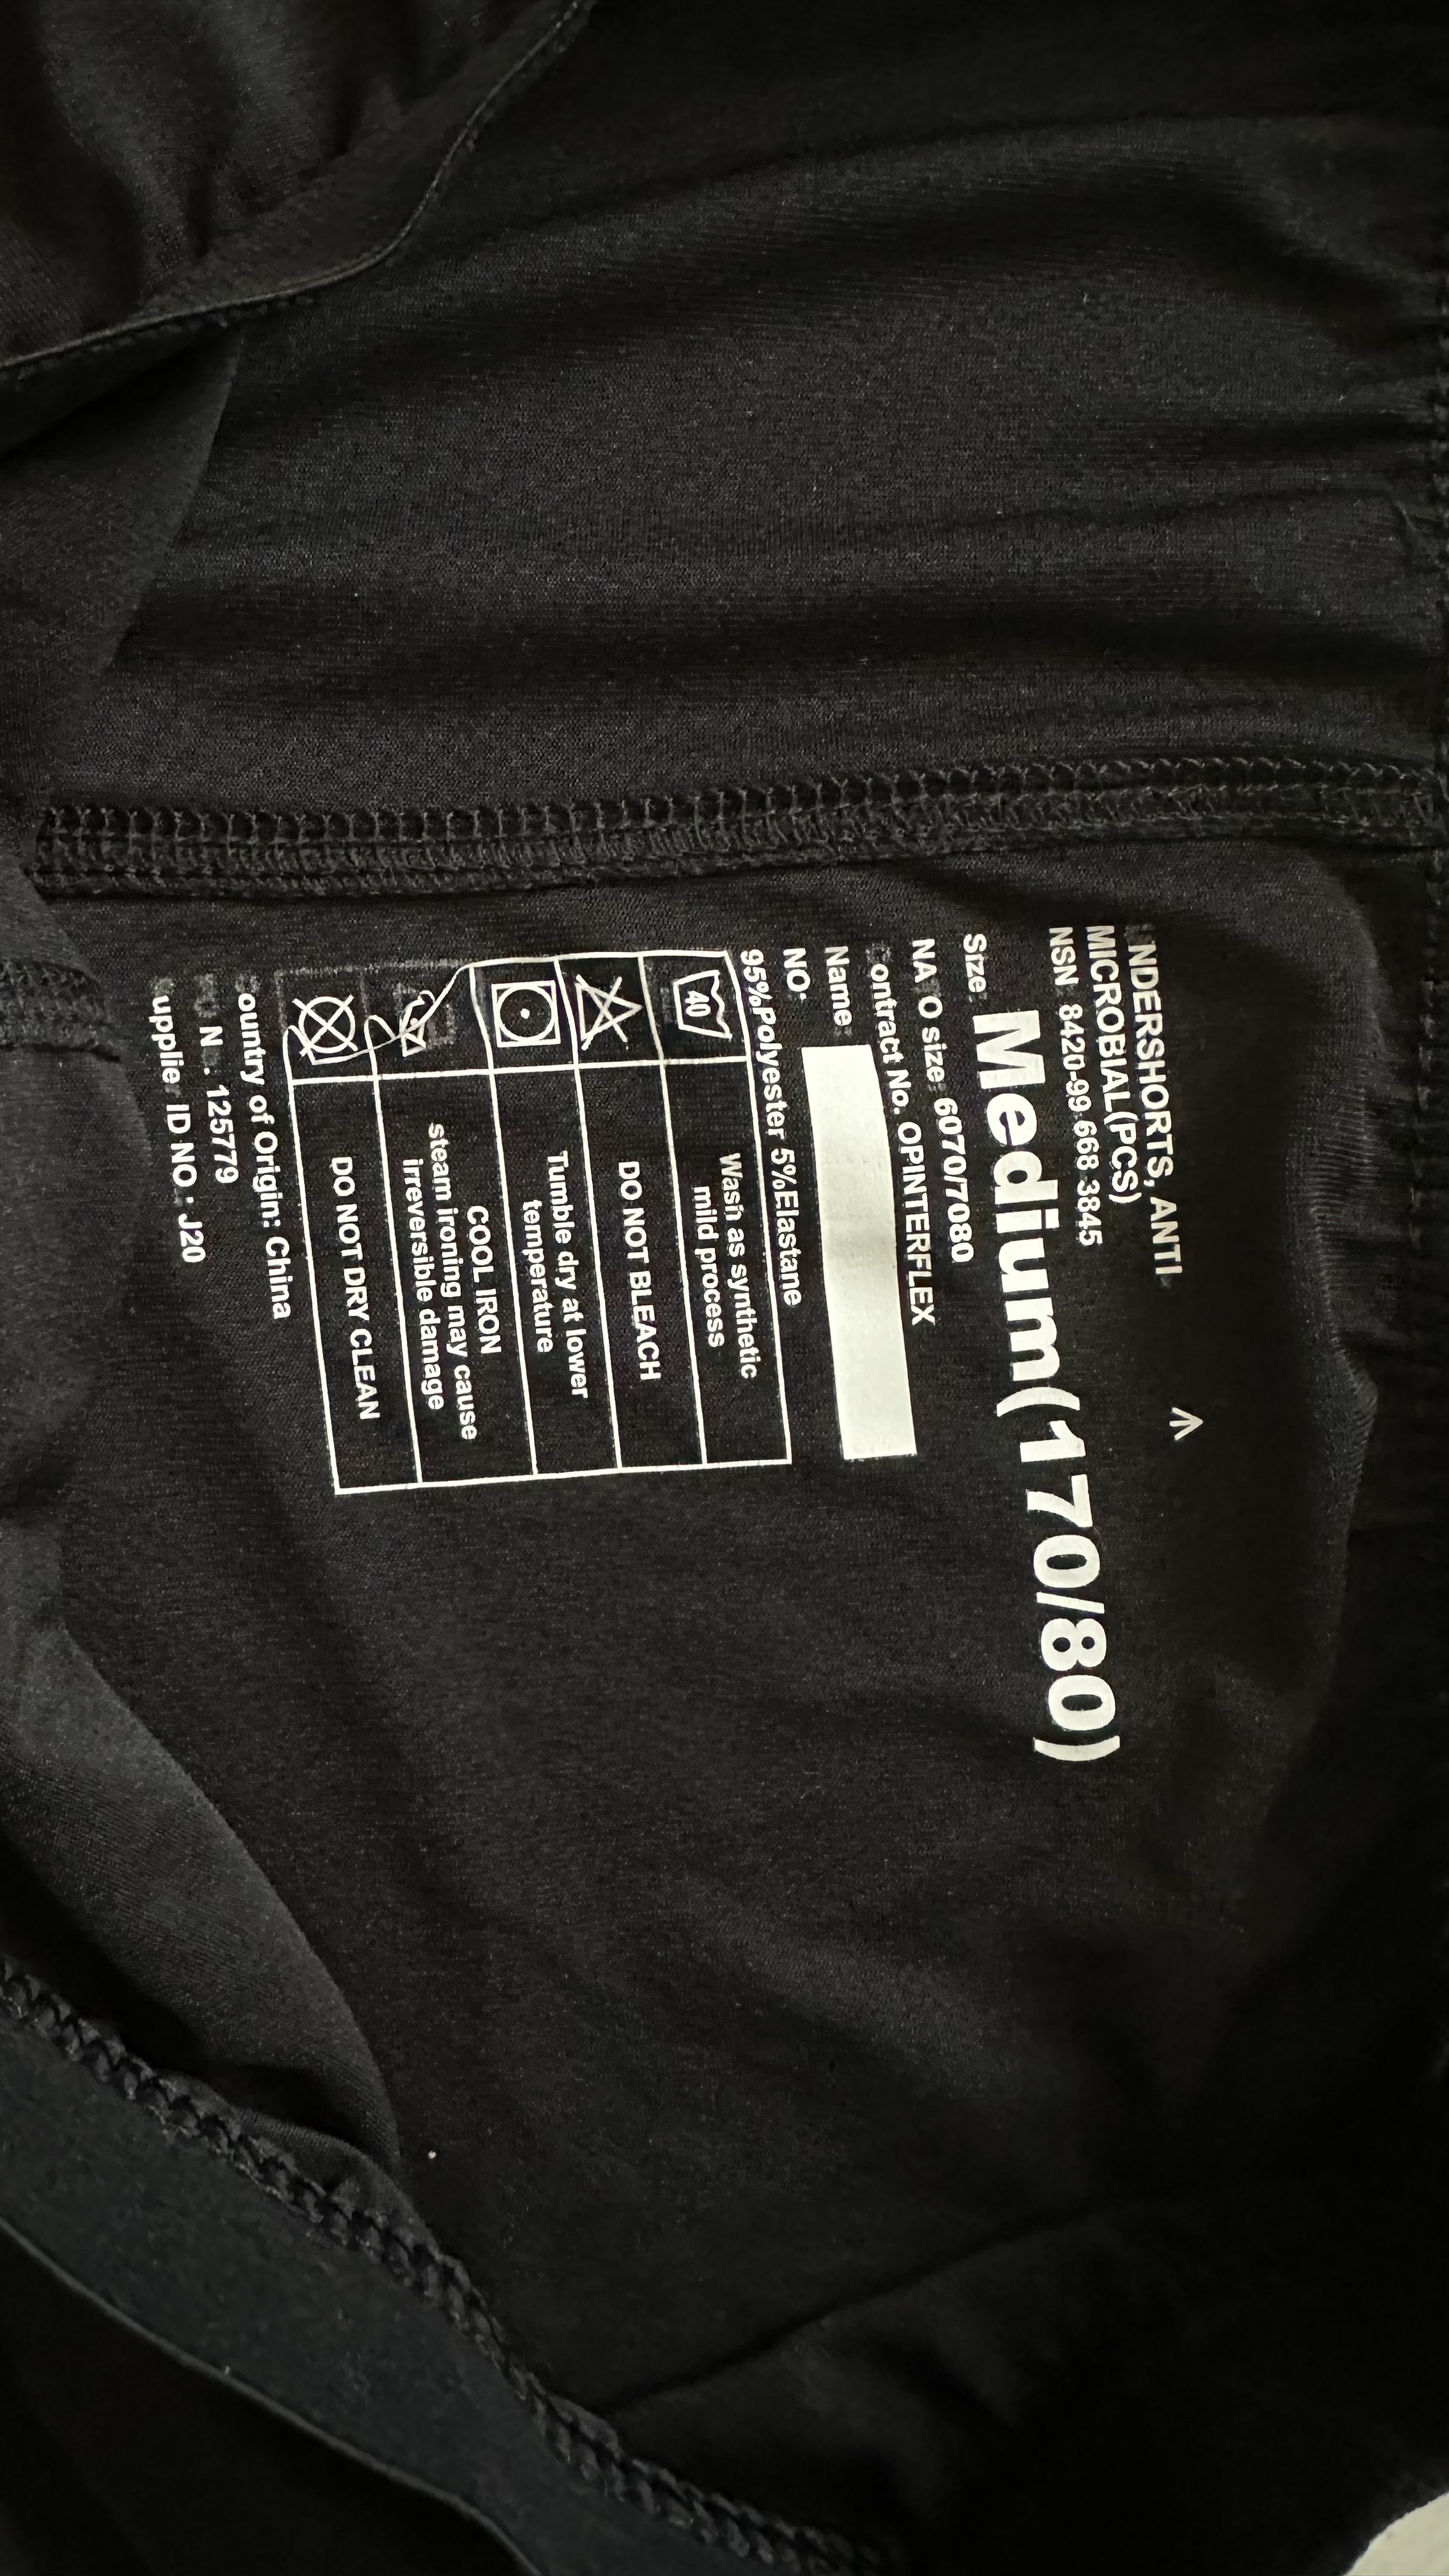 UNDERSHORTS, ANTI
MICROBIAL(PCS)
NSN 8420-99-668-3845
Size: Medium(170/80)
NA O size: 6070/7080
ontract No. OPINTERFLEX
Name
NO:
95%Polyester 5%Elastane
40 Wash as synthetic
mild process
DO NOT BLEACH
Tumble dry at lower
temperature
COOL IRON
steam ironing may cause
irreversible damage
DO NOT DRY CLEAN
ountry of Origin: China
N . 125779
upplie ID NO : J20